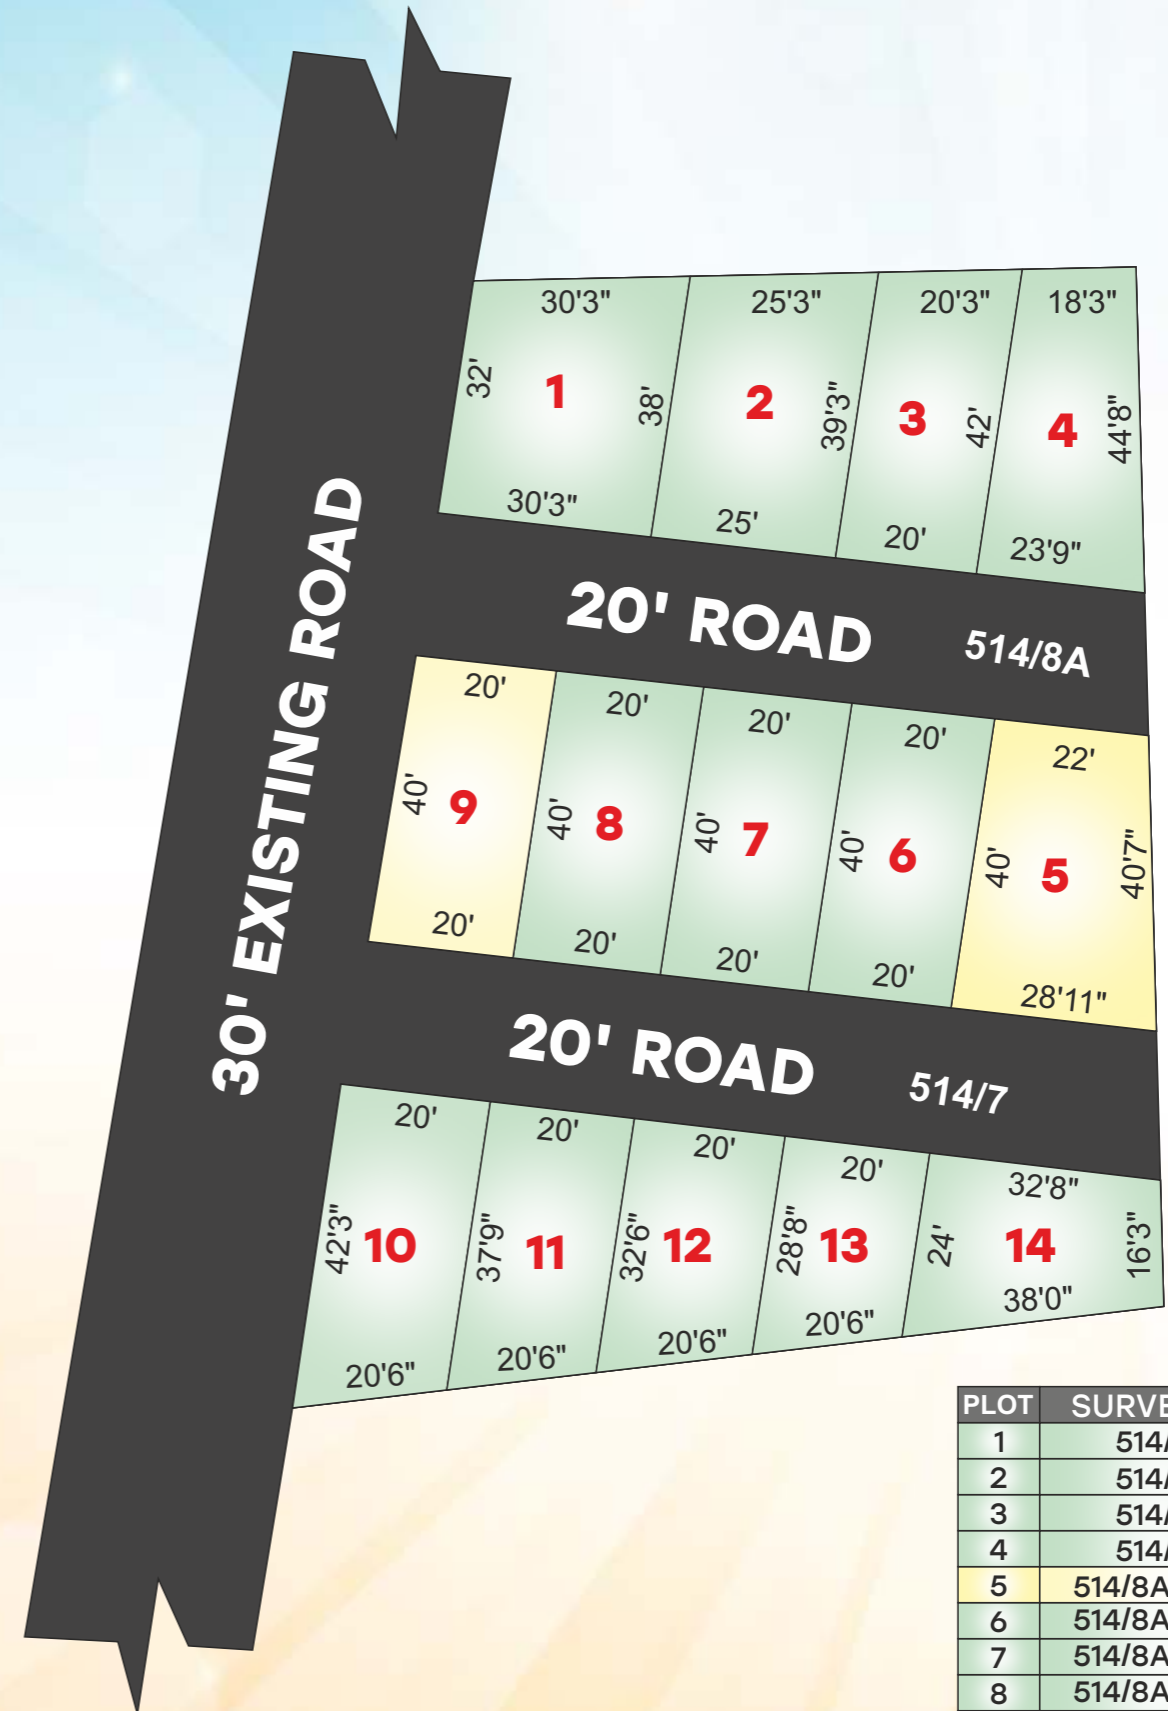 30'3" 25'3" 20'3" 18'3"
32' 1 38' 2 39'3" 3 42' 4 44'8"
30'3" 25' 20' 23'9"
30' EXISTING ROAD
20' ROAD 514/8A
20' 20' 20' 20' 22'
40' 9 40' 8 40' 7 40' 6 40' 5 40'7"
20' 20' 20' 20' 28'11"
20' ROAD 514/7
20' 20' 20' 20' 32'8"
42'3" 10 37'9" 11 32'6" 12 28'8" 13 24' 14 16'3"
20'6" 20'6" 20'6" 20'6" 38'0"
PLOT SURVE
1 514/
2 514/
3 514/
4 514/
5 514/8A
6 514/8A
7 514/8A
8 514/8A